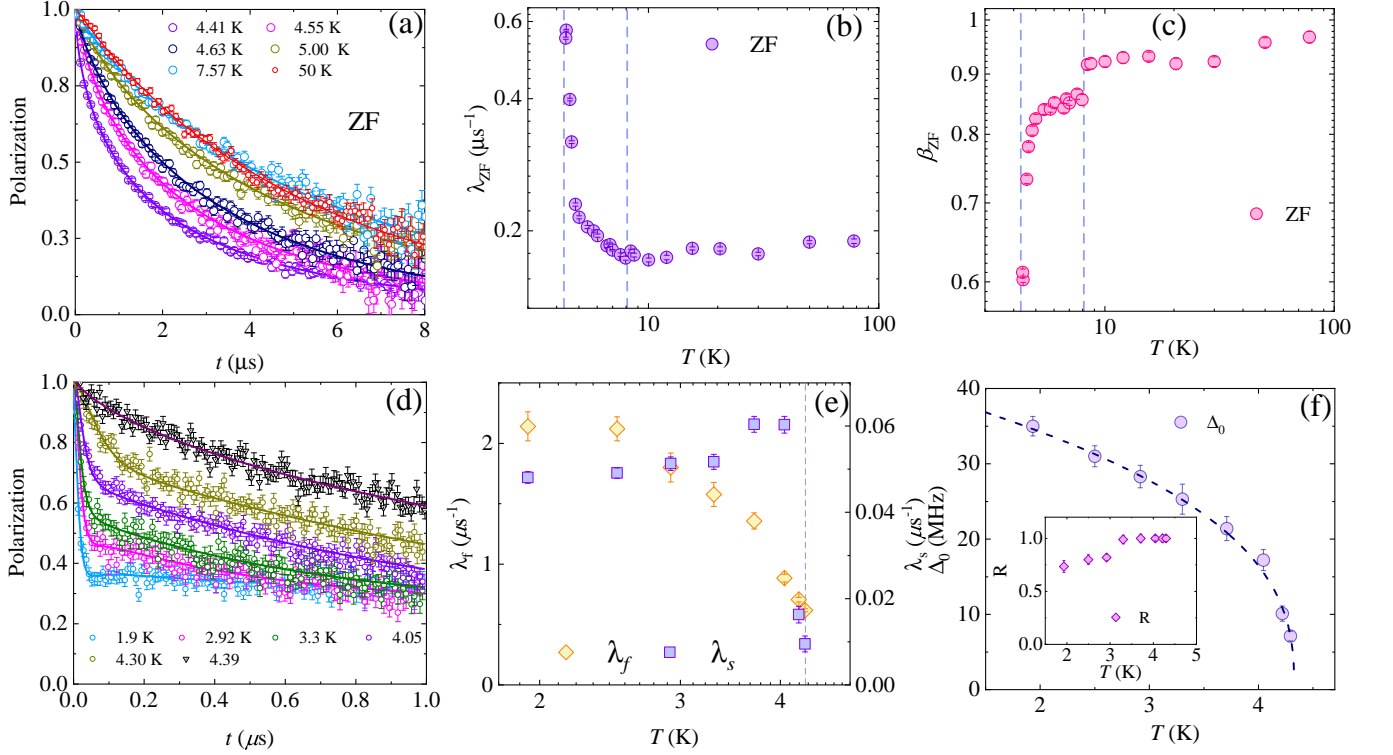 (a)
4.41 K 4.55 K
4.63 K 5.00 K
7.57 K 50 K
ZF
1.0
0.8
0.5
0.3
0.0
Polarization
0 2 4 6 8
t (μs)
(b)
ZF
0.6
0.4
0.2
λZF (μs⁻¹)
10 100
T (K)
(c)
1
0.9
0.8
0.7
0.6
βZF
ZF
10 100
T (K)
(d)
1.0
0.8
0.6
0.4
0.2
0.0
Polarization
1.9 K 2.92 K 3.3 K 4.05
4.30 K 4.39
0.0 0.2 0.4 0.6 0.8 1.0
t (μs)
(e)
2
1
0
λf (μs⁻¹)
λf λs
0.06
0.04
0.02
0.00
λs (μs⁻¹)
2 3 4
T (K)
(f)
40
35
30
25
20
15
10
5
0
Δ0 (MHz)
Δ0
1.0
0.5
0.0
R
R
2 3 4 5
T (K)
2 3 4
T (K)